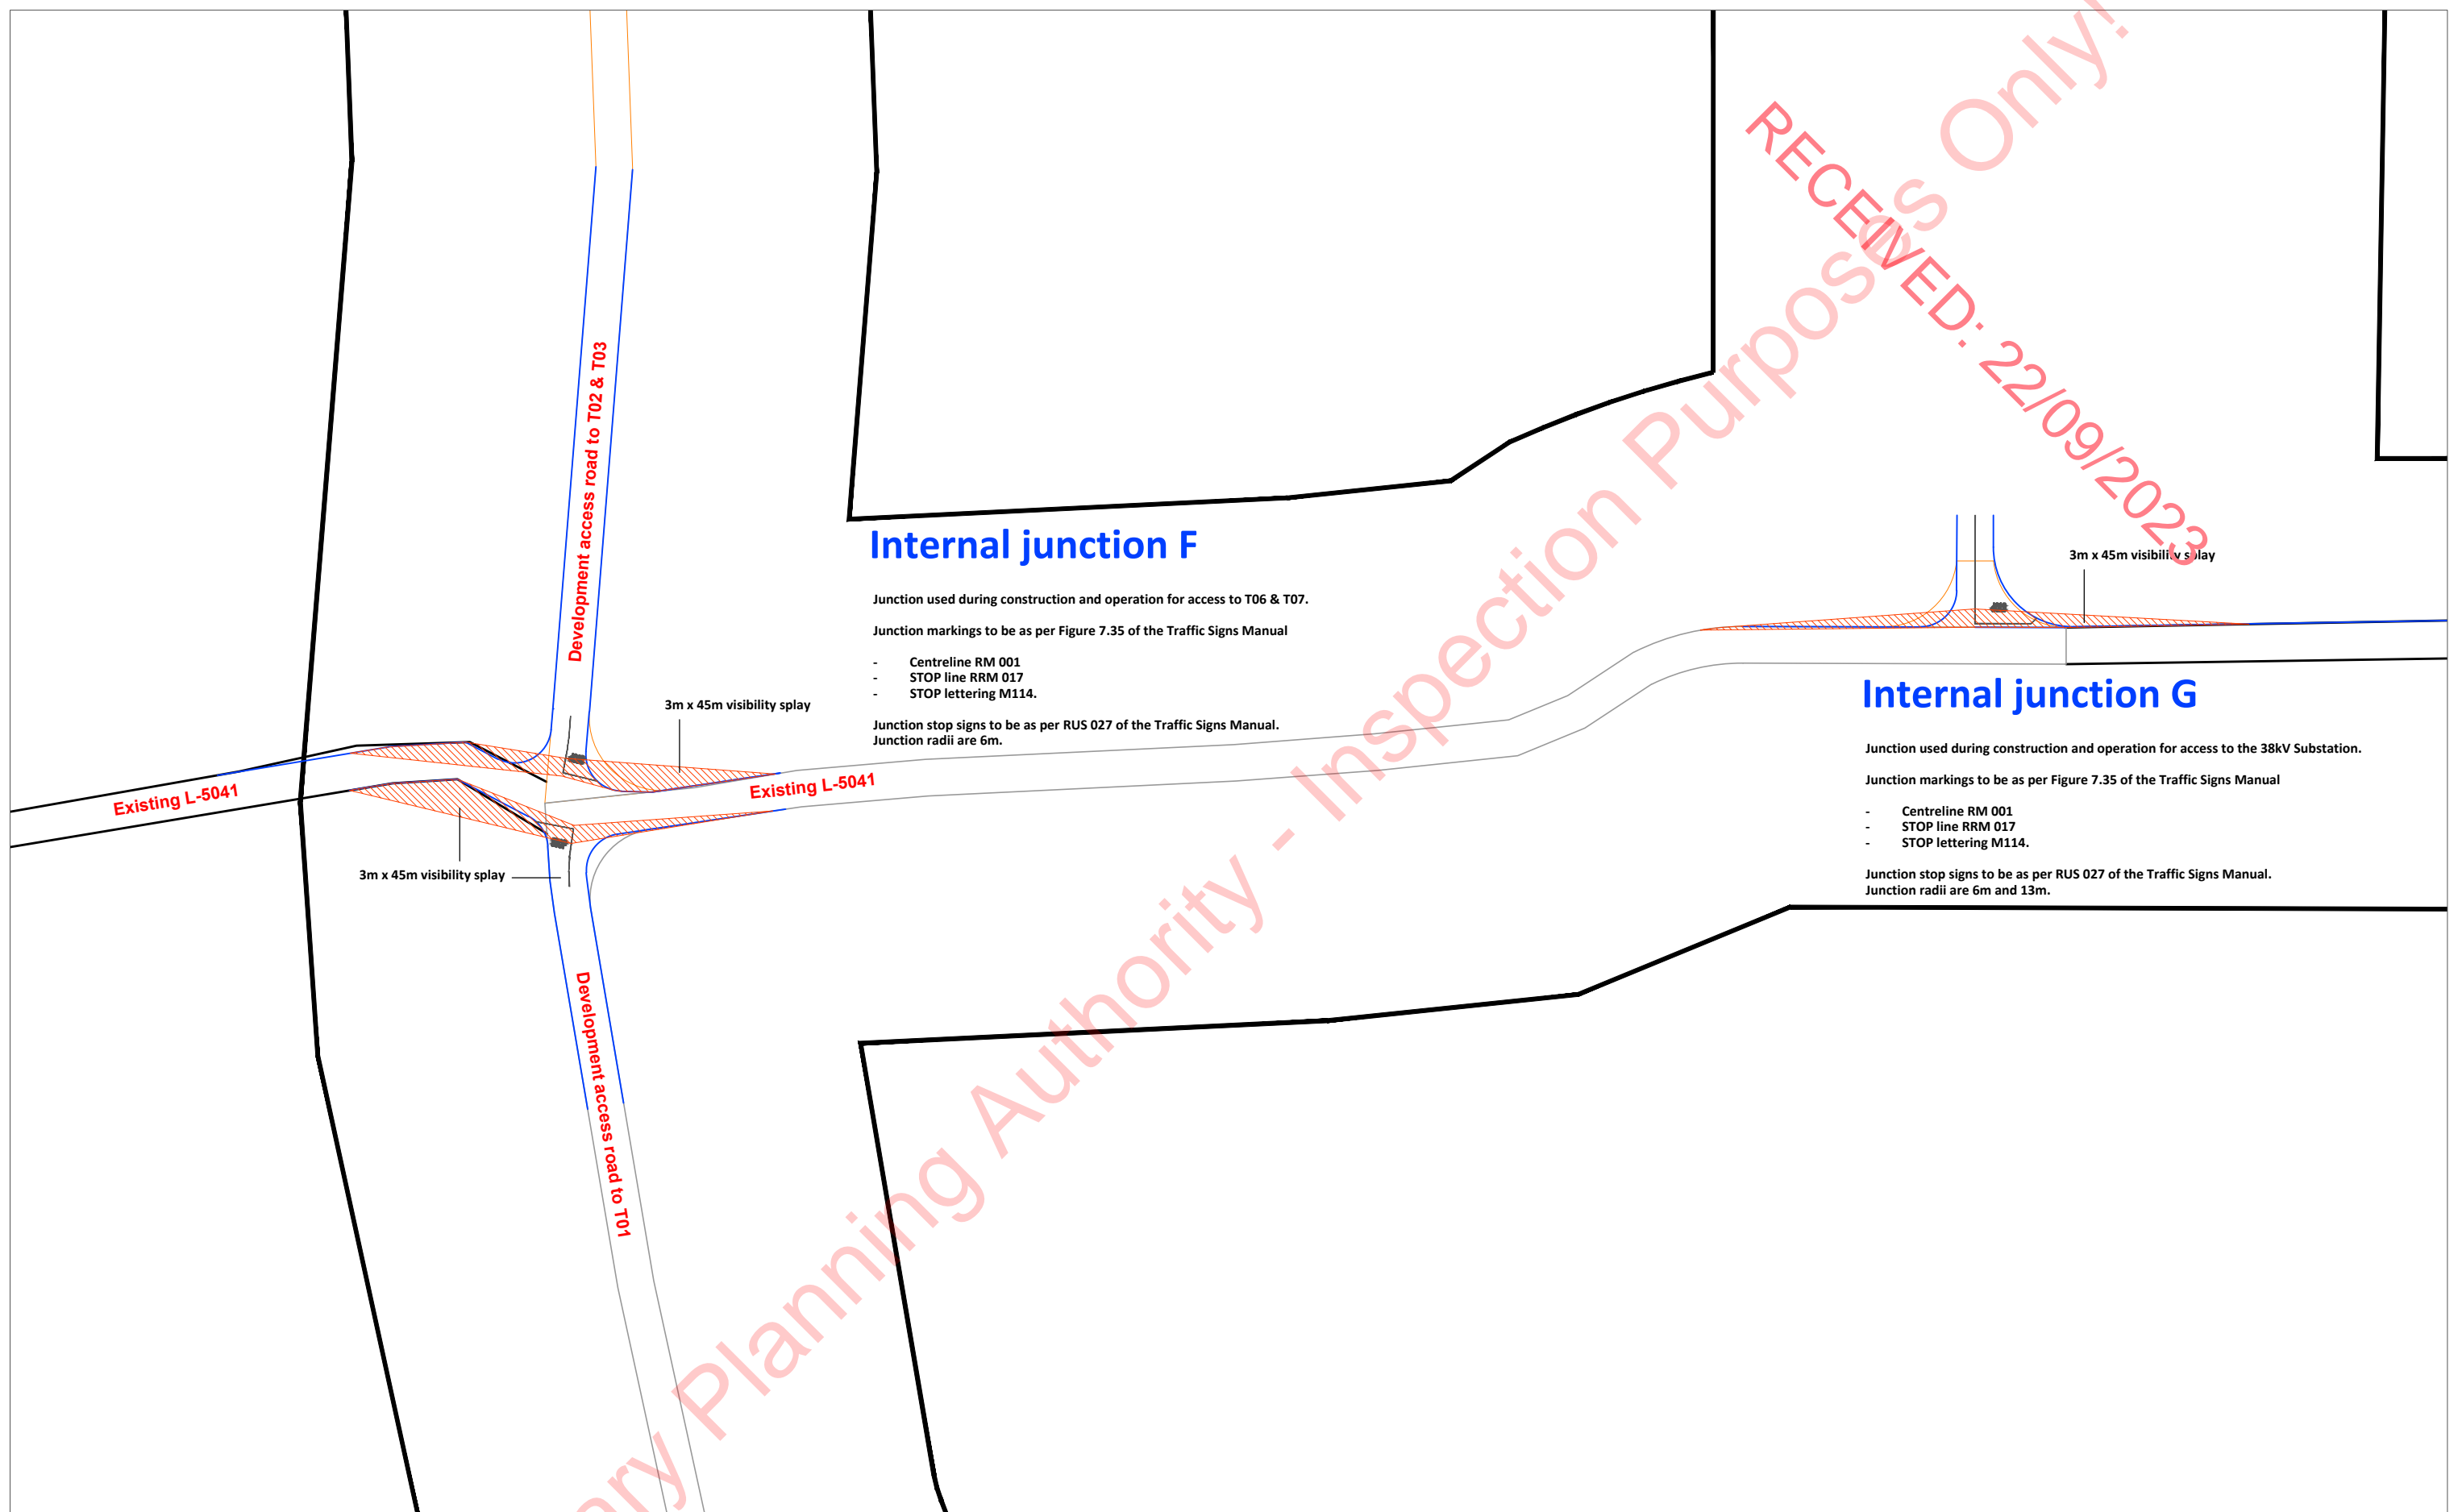 Development access road to T02 & T03
Internal junction F
Junction used during construction and operation for access to T06 & T07.
Junction markings to be as per Figure 7.35 of the Traffic Signs Manual
- Centreline RM 001
- STOP line RRM 017
- STOP lettering M114.
Junction stop signs to be as per RUS 027 of the Traffic Signs Manual.
Junction radii are 6m.
3m x 45m visibility splay
Existing L-5041
Existing L-5041
3m x 45m visibility splay
Development access road to T01
3m x 45m visibility splay
Internal junction G
Junction used during construction and operation for access to the 38kV Substation.
Junction markings to be as per Figure 7.35 of the Traffic Signs Manual
- Centreline RM 001
- STOP line RRM 017
- STOP lettering M114.
Junction stop signs to be as per RUS 027 of the Traffic Signs Manual.
Junction radii are 6m and 13m.
RECEIVED: 22/09/2023
Planning Authority - Inspection Purposes Only!